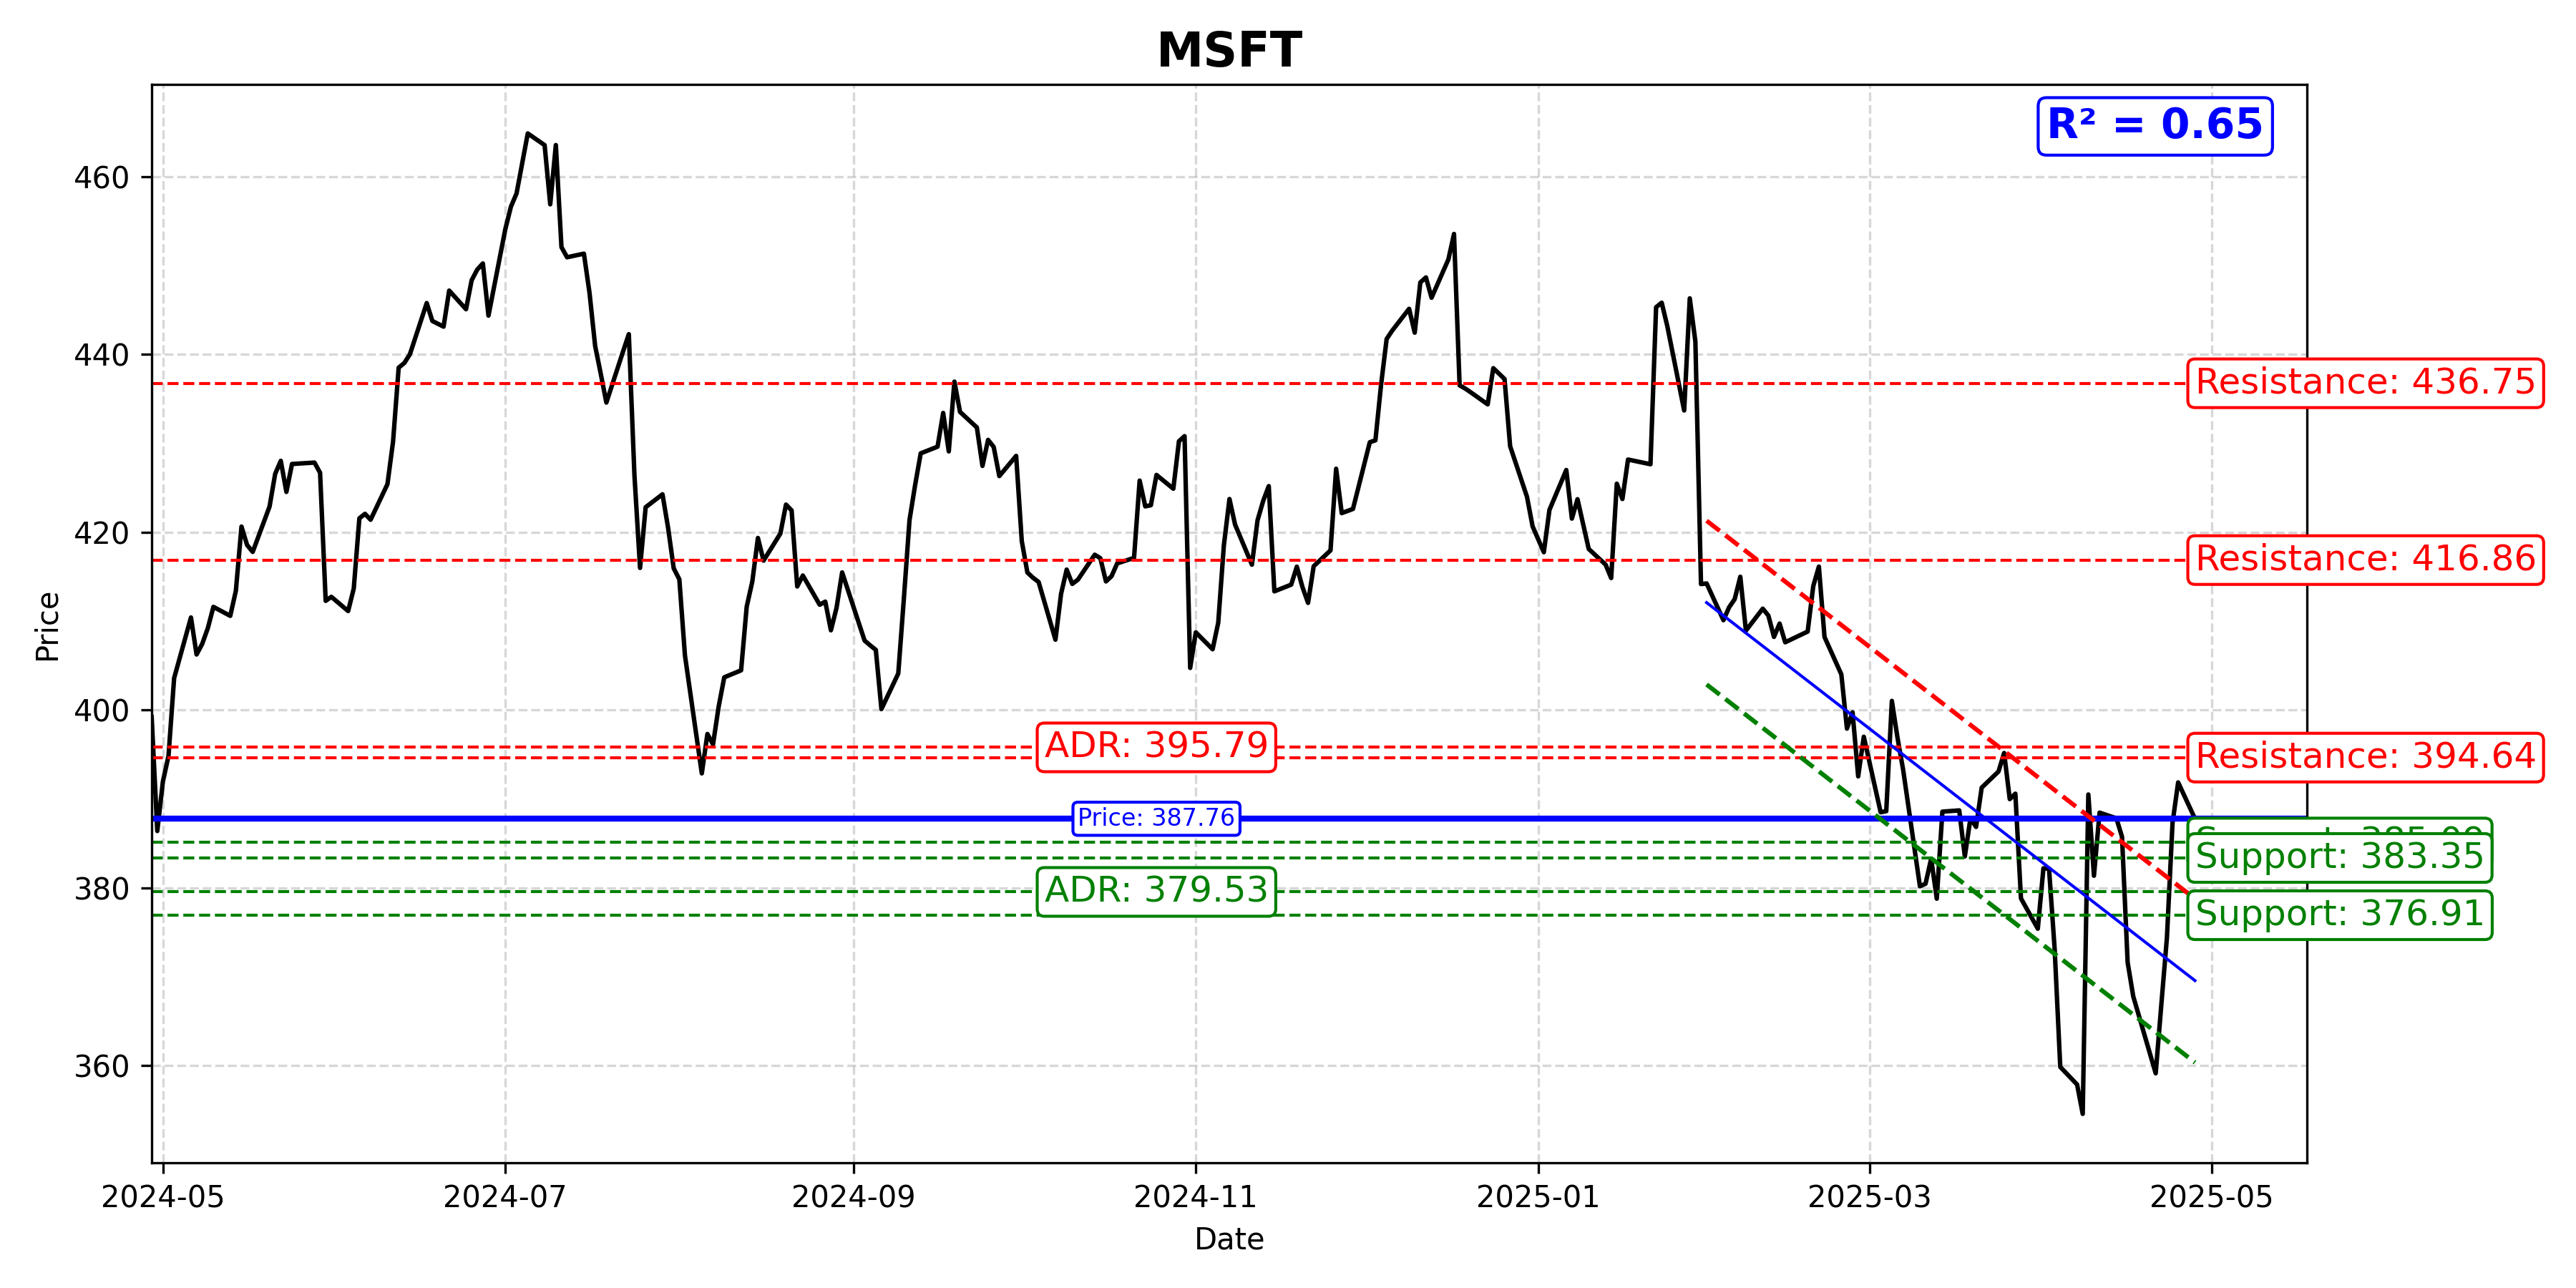 MSFT
R² = 0.65
460
440
420
400
380
360
Price
Resistance: 436.75
Resistance: 416.86
ADR: 395.79
Resistance: 394.64
Price: 387.76
Support: 383.35
ADR: 379.53
Support: 376.91
2024-05
2024-07
2024-09
2024-11
2025-01
2025-03
2025-05
Date